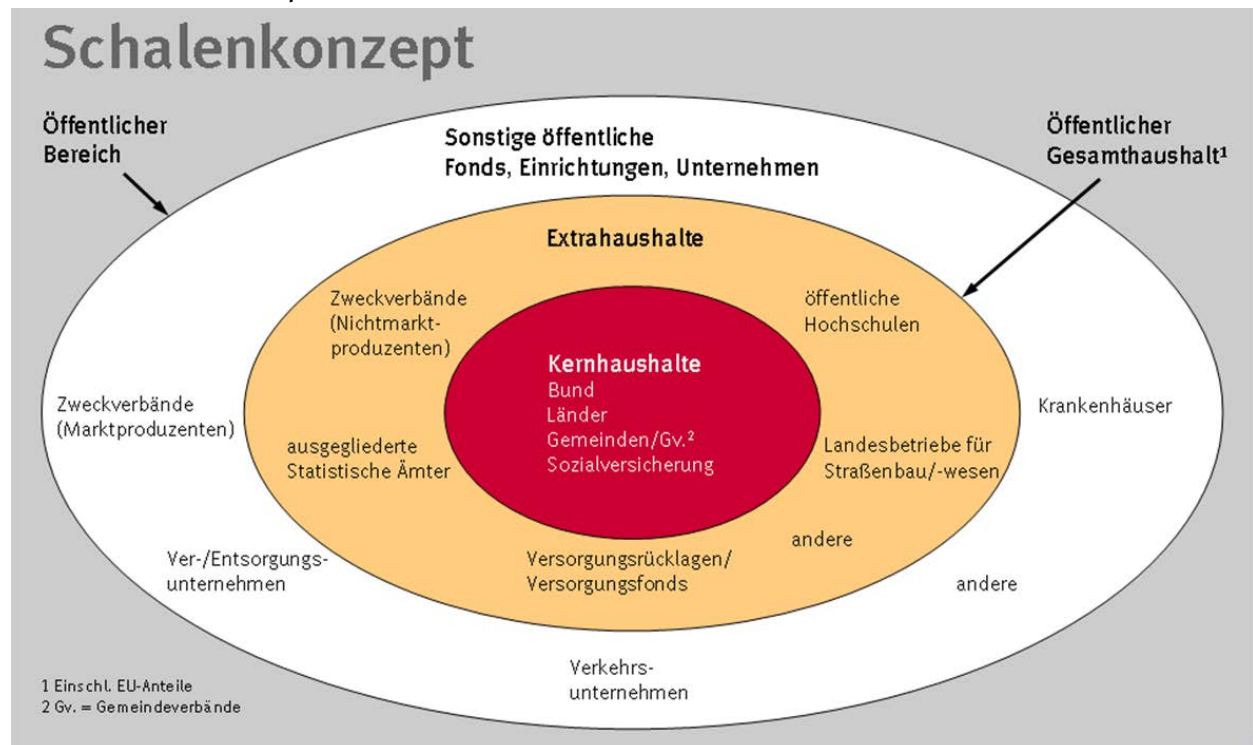 Schalenkonzept
Öffentlicher
Bereich
Sonstige öffentliche
Fonds, Einrichtungen, Unternehmen
Öffentlicher
Gesamthaushalt¹
Extrahaushalte
Zweckverbände
(Nichtmarkt-
produzenten)
öffentliche
Hochschulen
Kernhaushalte
Bund
Länder
Gemeinden/Gv.²
Sozialversicherung
Zweckverbände
(Marktproduzenten)
Krankenhäuser
ausgegliederte
Statistische Ämter
Landesbetriebe für
Straßenbau/-wesen
andere
Ver-/Entsorgungs-
unternehmen
Versorgungsrücklagen/
Versorgungsfonds
andere
Verkehrs-
unternehmen
1 Einschl. EU-Anteile
2 Gv. = Gemeindeverbände